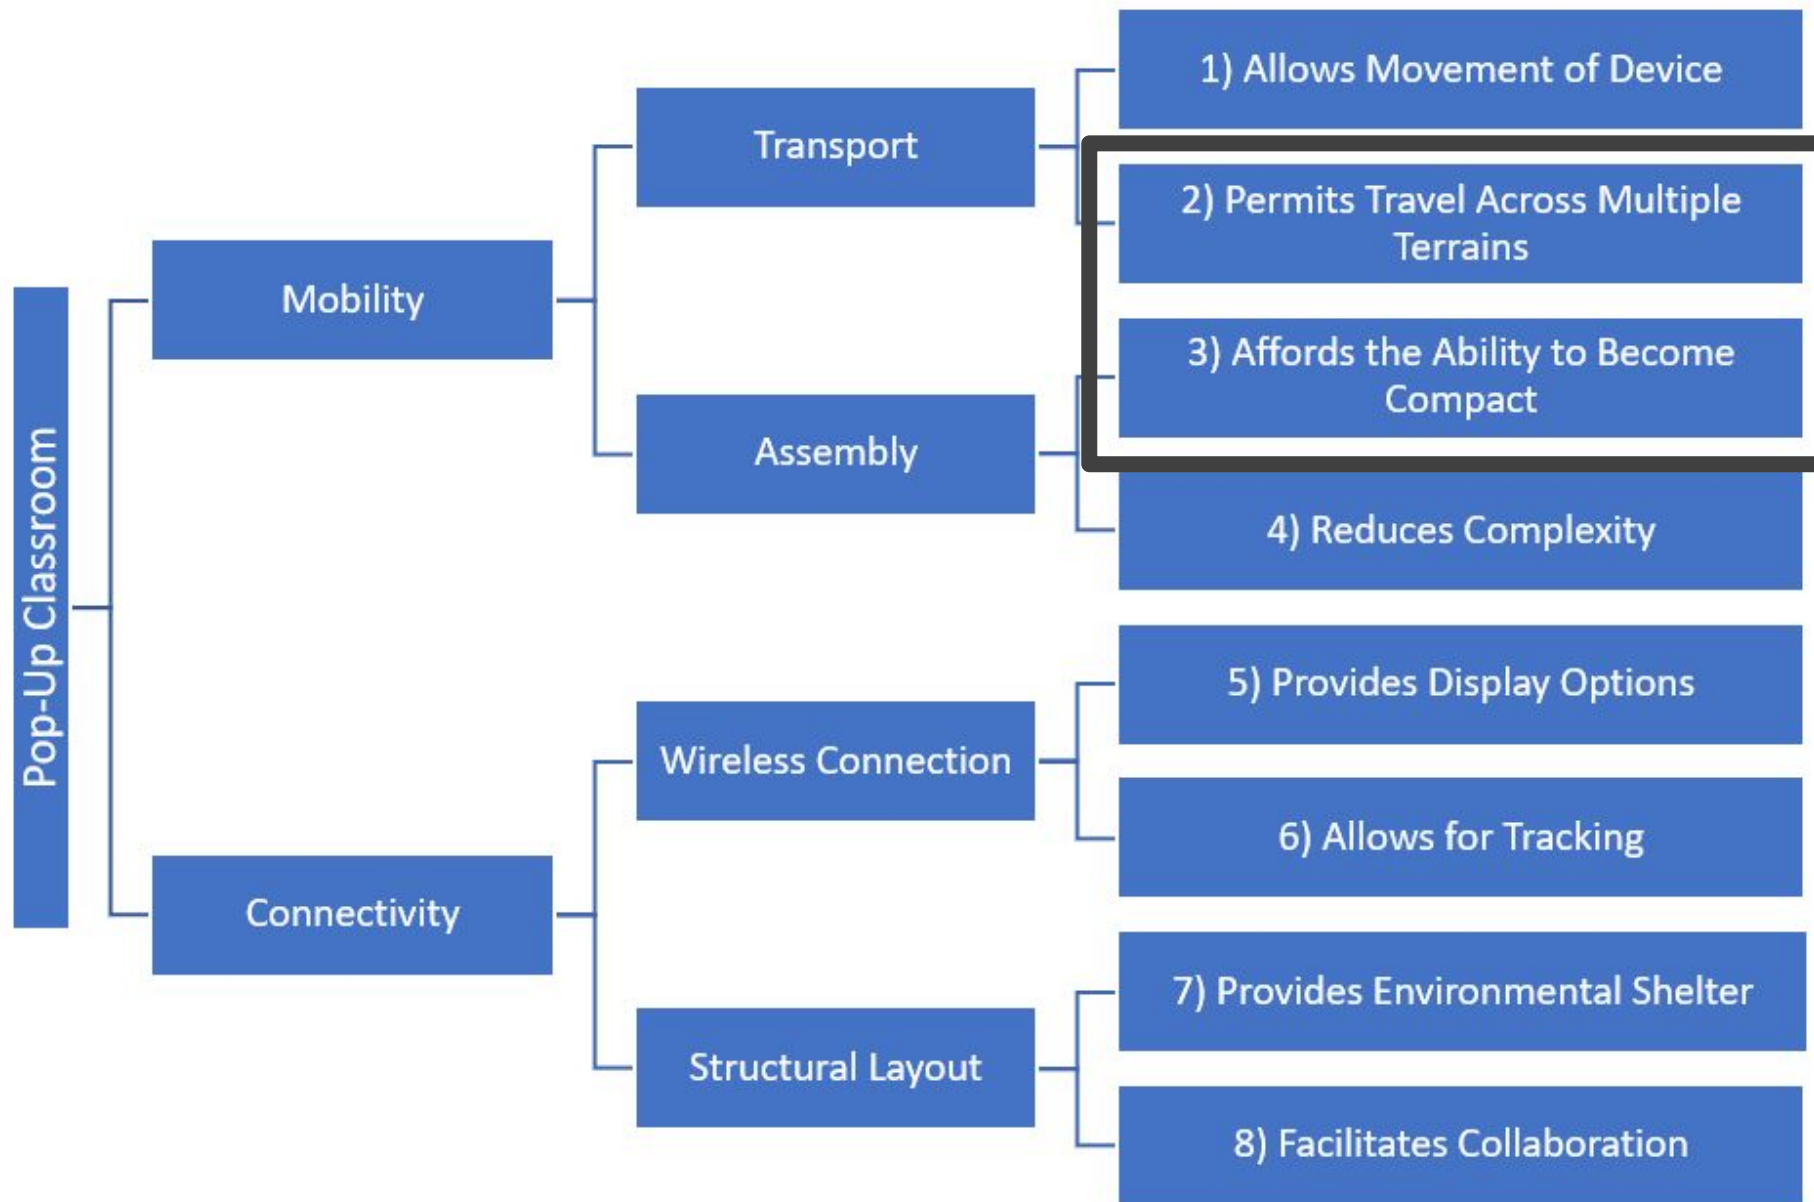 Pop-Up Classroom
Mobility
Connectivity
Transport
Assembly
Wireless Connection
Structural Layout
1) Allows Movement of Device
2) Permits Travel Across Multiple
Terrains
3) Affords the Ability to Become
Compact
4) Reduces Complexity
5) Provides Display Options
6) Allows for Tracking
7) Provides Environmental Shelter
8) Facilitates Collaboration